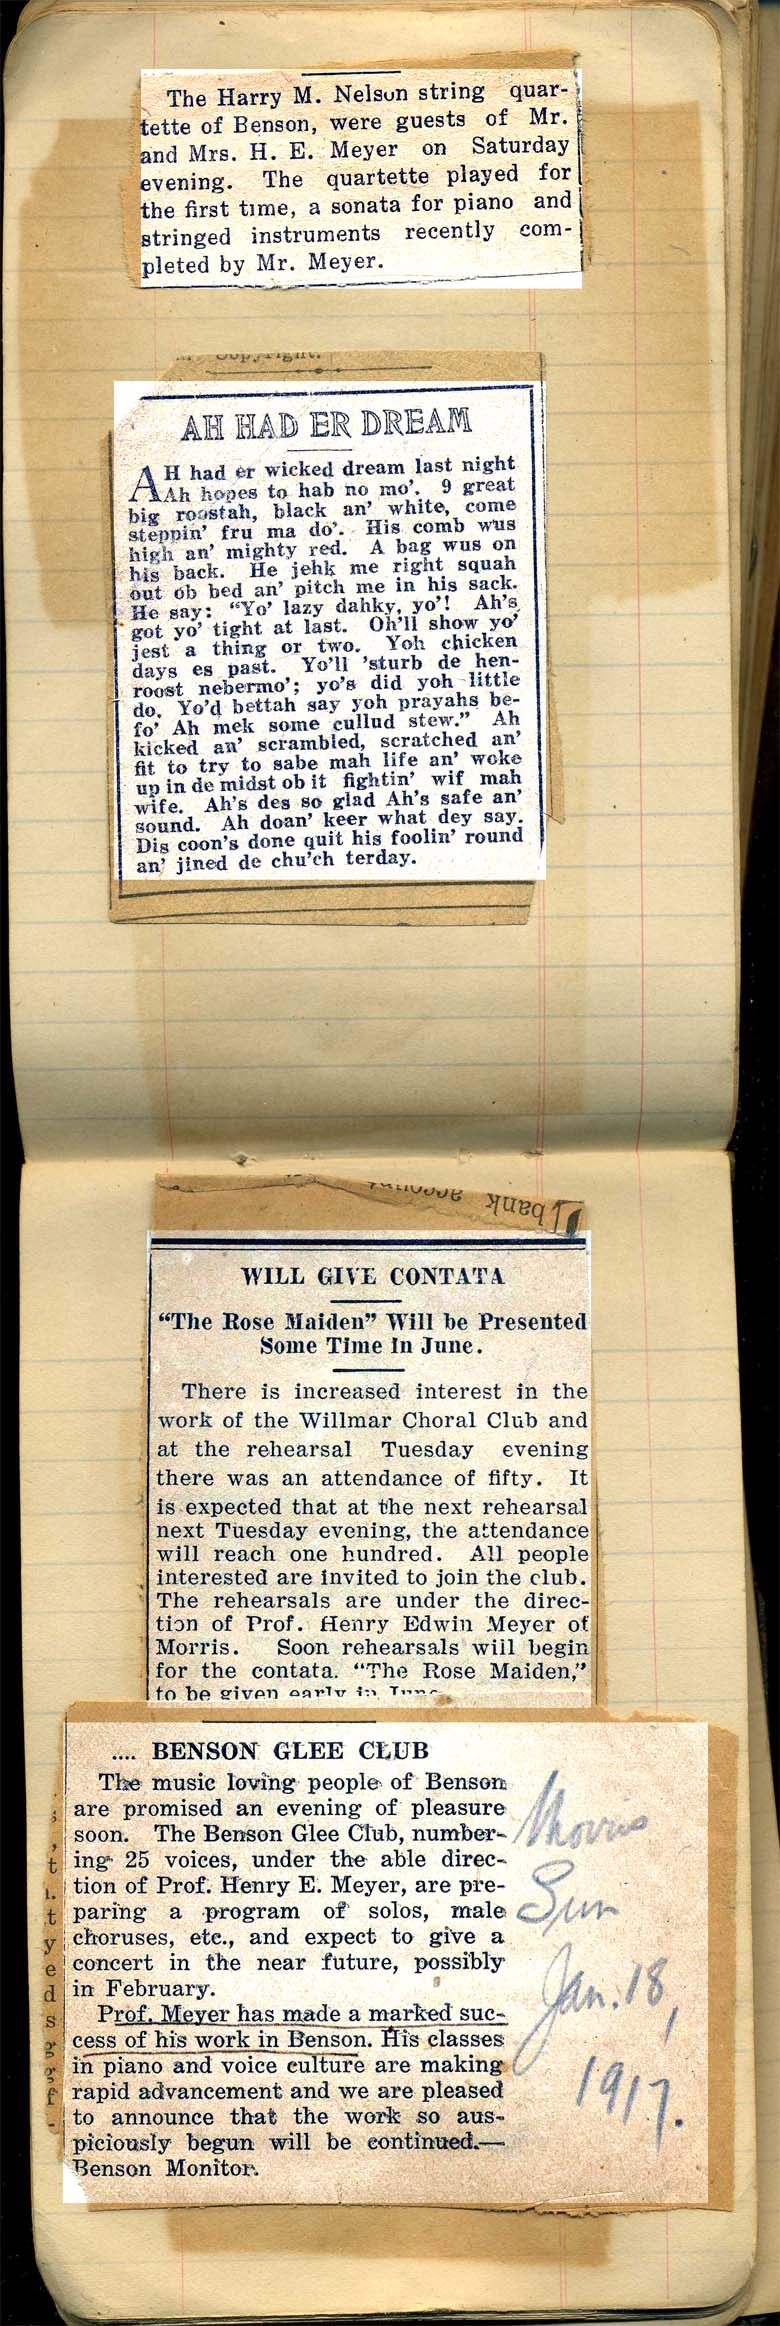 The Harry M. Nelson string quar-
tette of Benson, were guests of Mr.
and Mrs. H. E. Meyer on Saturday
evening. The quartette played for
the first time, a sonata for piano and
stringed instruments recently com-
pleted by Mr. Meyer.
Copyright.
AH HAD ER DREAM
AH had er wicked dream last night
Ah hopes to hab no mo'. 9 great
big roostah, black an' white, come
steppin' fru ma do'. His comb wus
high an' mighty red. A bag wus on
his back. He jehk me right squah
out ob bed an' pitch me in his sack.
He say: "Yo' lazy dahky, yo'! Ah's
got yo' tight at last. Oh'll show yo'
jest a thing or two. Yoh chicken
days es past. Yo'll 'sturb de hen-
roost nebermo'; yo's did yoh little
do. Yo'd bettah say yoh prayahs be-
fo' Ah mek some cullud stew." Ah
kicked an' scrambled, scratched an'
fit to try to sabe mah life an' woke
up in de midst ob it fightin' wif mah
wife. Ah's des so glad Ah's safe an'
sound. Ah doan' keer what dey say.
Dis coon's done quit his foolin' round
an' jined de chu'ch terday.
bank account
WILL GIVE CONTATA
"The Rose Maiden" Will be Presented
Some Time In June.
There is increased interest in the
work of the Willmar Choral Club and
at the rehearsal Tuesday evening
there was an attendance of fifty. It
is expected that at the next rehearsal
next Tuesday evening, the attendance
will reach one hundred. All people
interested are invited to join the club.
The rehearsals are under the direc-
tion of Prof. Henry Edwin Meyer of
Morris. Soon rehearsals will begin
for the contata. "The Rose Maiden,"
to be given early in June
.... BENSON GLEE CLUB
The music loving people of Benson
are promised an evening of pleasure
soon. The Benson Glee Club, number-
ing 25 voices, under the able direc-
tion of Prof. Henry E. Meyer, are pre-
paring a program of solos, male
choruses, etc., and expect to give a
concert in the near future, possibly
in February.
Prof. Meyer has made a marked suc-
cess of his work in Benson. His classes
in piano and voice culture are making
rapid advancement and we are pleased
to announce that the work so aus-
piciously begun will be continued.—
Benson Monitor.
Morris
Sun
Jan. 18,
1917.